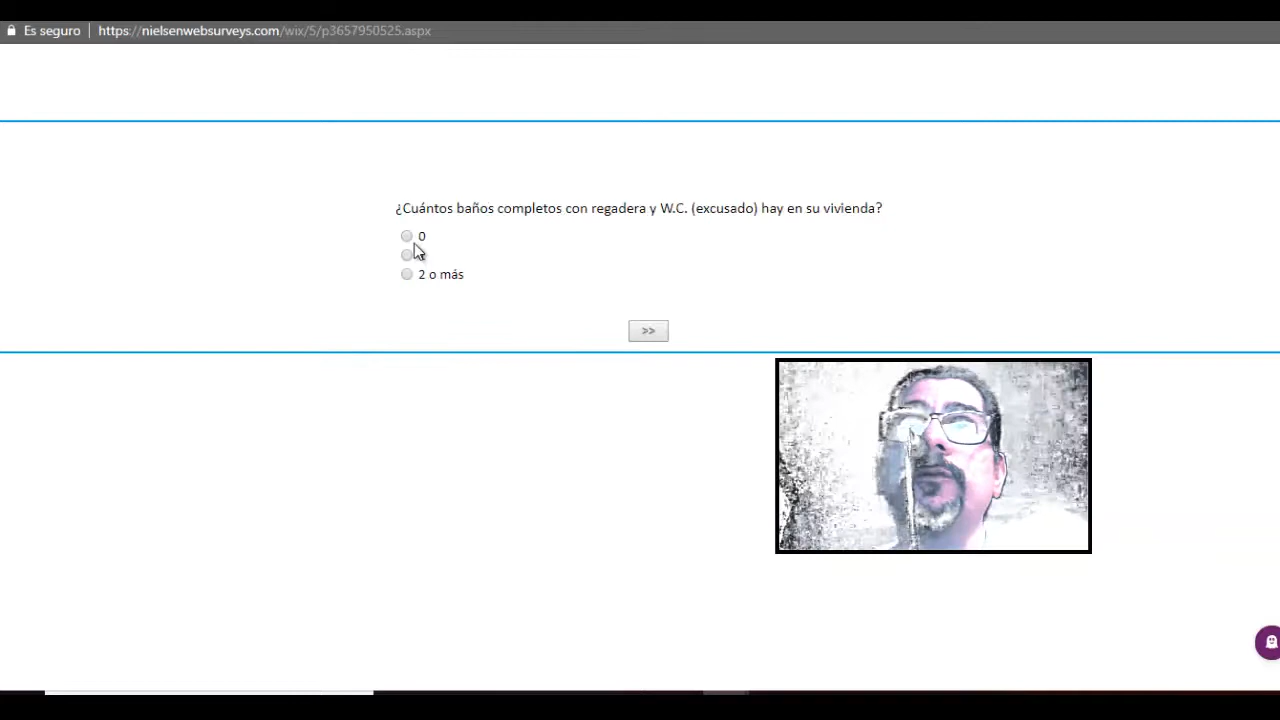 Es seguro
https://nielsenwebsurveys.com/wix/5/p3657950525.aspx
¿Cuántos baños completos con regadera y W.C. (excusado) hay en su vivienda?
0
2 o más
>>